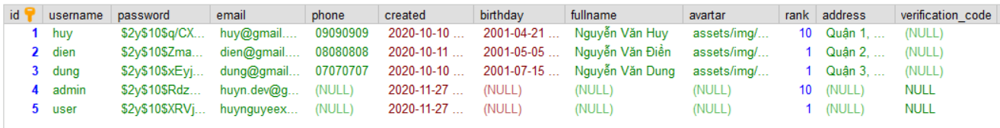 id username password email phone created birthday fullname avartar rank address verification_code
1 huy $2y$10$q/CX... huy@gmail.... 09090909 2020-10-10 ... 2001-04-21 ... Nguyễn Văn Huy assets/img/... 10 Quận 1, ... (NULL)
2 dien $2y$10$Zma... dien@gmail.... 08080808 2020-10-11 ... 2001-05-05 ... Nguyễn Văn Điền assets/img/... 1 Quận 2, ... (NULL)
3 dung $2y$10$xEyj... dung@gmail... 07070707 2020-10-10 ... 2001-07-15 ... Nguyễn Văn Dung assets/img/... 1 Quận 3, ... (NULL)
4 admin $2y$10$Rdz... huyn.dev@g... (NULL) 2020-11-27 ... (NULL) (NULL) (NULL) 10 (NULL) NULL
5 user $2y$10$XRVj... huynguyeex... (NULL) 2020-11-27 ... (NULL) (NULL) (NULL) 1 (NULL) NULL